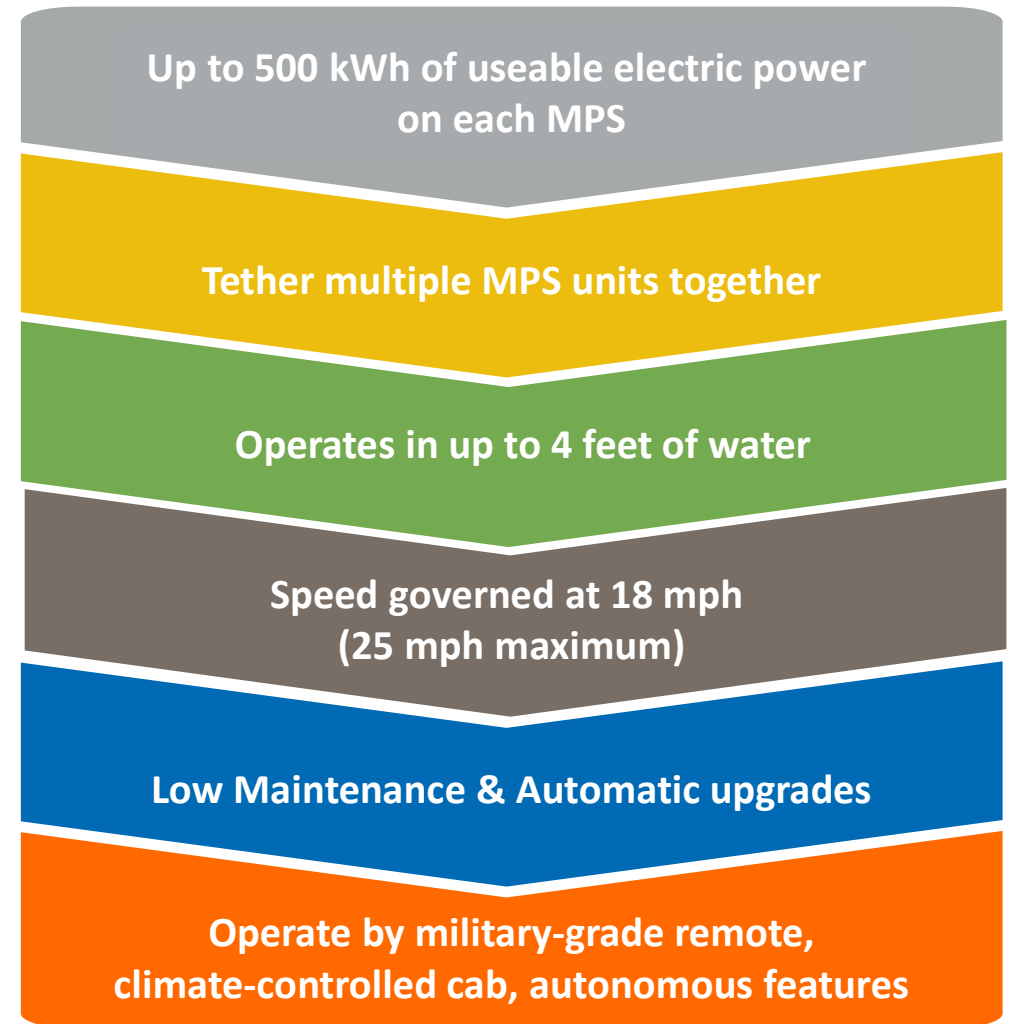 Up to 500 kWh of useable electric power
on each MPS
Tether multiple MPS units together
Operates in up to 4 feet of water
Speed governed at 18 mph
(25 mph maximum)
Low Maintenance & Automatic upgrades
Operate by military-grade remote,
climate-controlled cab, autonomous features